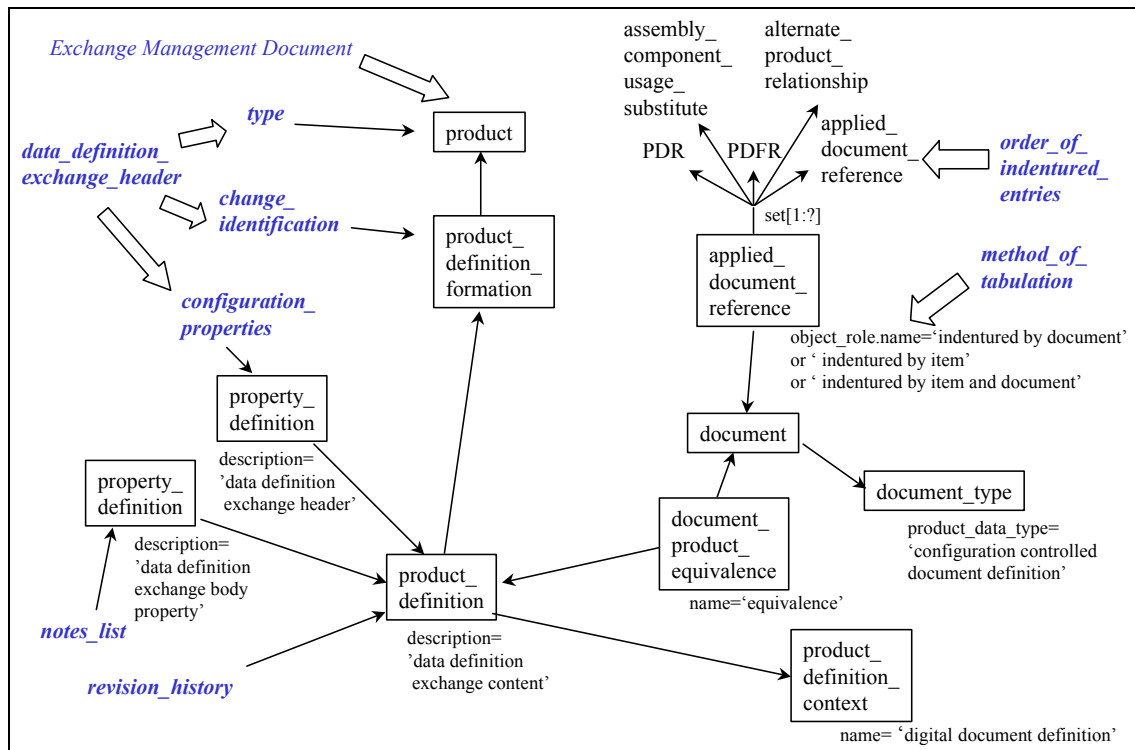 Exchange Management Document
type
data_definition_
exchange_header
change_
identification
configuration_
properties
product
product_
definition_
formation
property_
definition
description=
'data definition
exchange header’
property_
definition
description=
'data definition
exchange body
property’
notes_list
revision_history
product_
definition
description=
’data definition
exchange content’
assembly_
component_
usage_
substitute
alternate_
product_
relationship
PDR
PDFR
applied_
document_
reference
order_of_
indentured_
entries
set[1:?]
applied_
document_
reference
method_of_
tabulation
object_role.name=‘indentured by document’
or ‘ indentured by item’
or ‘ indentured by item and document’
document
document_type
product_data_type=
‘configuration controlled
document definition’
document_
product_
equivalence
name=‘equivalence’
product_
definition_
context
name= ‘digital document definition’